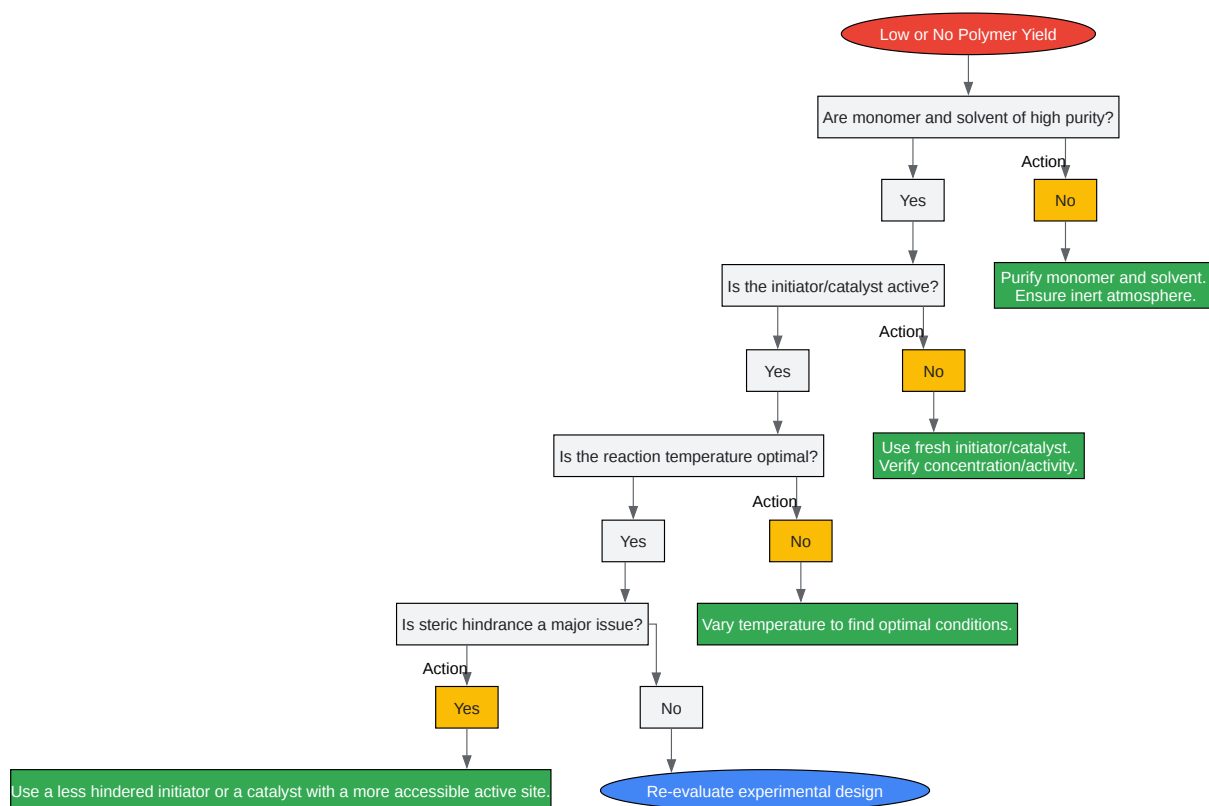 Low or No Polymer Yield
Are monomer and solvent of high purity?
Action
Yes
No
Purify monomer and solvent.
Ensure inert atmosphere.
Is the initiator/catalyst active?
Action
Yes
No
Use fresh initiator/catalyst.
Verify concentration/activity.
Is the reaction temperature optimal?
Action
Yes
No
Vary temperature to find optimal conditions.
Is steric hindrance a major issue?
Action
Yes
No
Use a less hindered initiator or a catalyst with a more accessible active site.
Re-evaluate experimental design